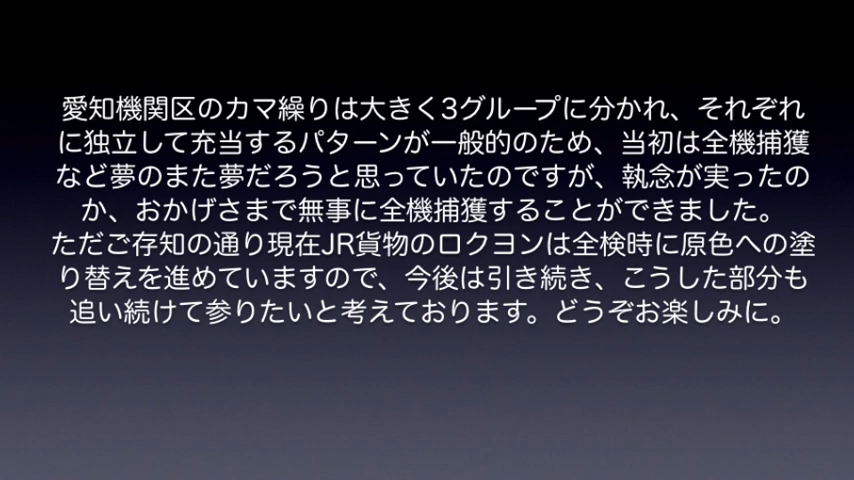 愛知機関区のカマ繰りは大きく3グループに分かれ、それぞれ
に独立して充当するパターンが一般的のため、当初は全機捕獲
など夢のまた夢だろうと思っていたのですが、執念が実ったの
か、おかげさまで無事に全機捕獲することができました。
ただご存知の通り現在JR貨物のロクヨンは全検時に原色への塗
り替えを進めていますので、今後は引き続き、こうした部分も
追い続けて参りたいと考えております。どうぞお楽しみに。